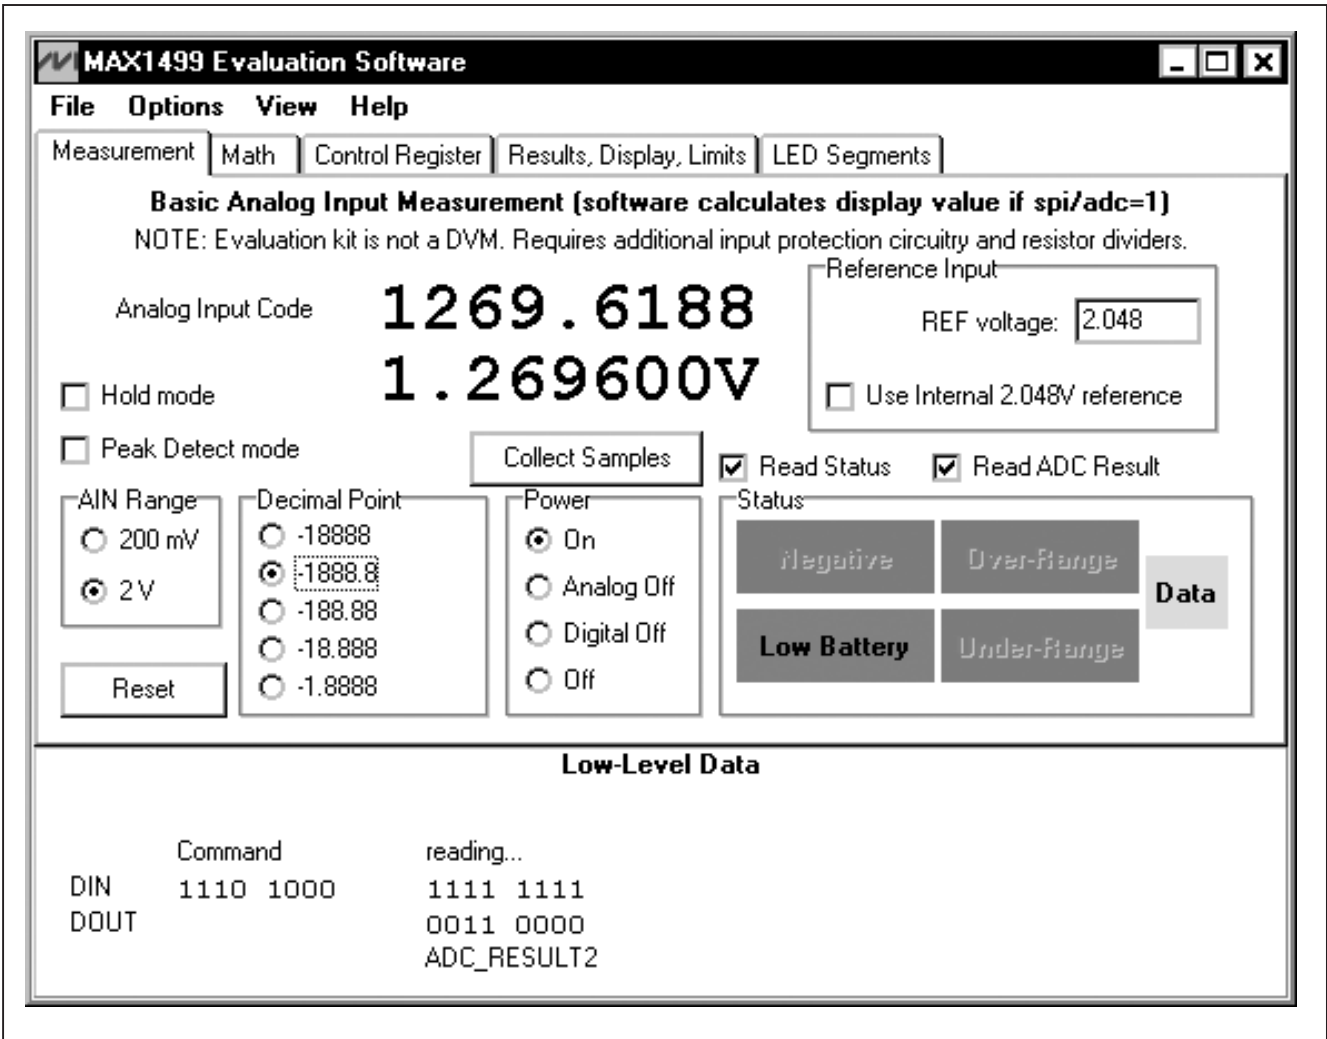 MAX1499 Evaluation Software
File Options View Help
Measurement Math Control Register Results, Display, Limits LED Segments
Basic Analog Input Measurement (software calculates display value if spi/adc=1)
NOTE: Evaluation kit is not a DVM. Requires additional input protection circuitry and resistor dividers.
Reference Input
Analog Input Code 1269.6188 REF voltage: 2.048
Hold mode 1.269600V Use Internal 2.048V reference
Peak Detect mode Collect Samples Read Status Read ADC Result
AIN Range Decimal Point Power Status
200 mV -18888 On Negative Over-Range
2 V -1888.8 Analog Off Data
-188.88 Digital Off Low Battery Under-Range
-18.888
Reset -1.8888 Off
Low-Level Data
Command reading...
DIN 1110 1000 1111 1111
DOUT 0011 0000
ADC_RESULT2